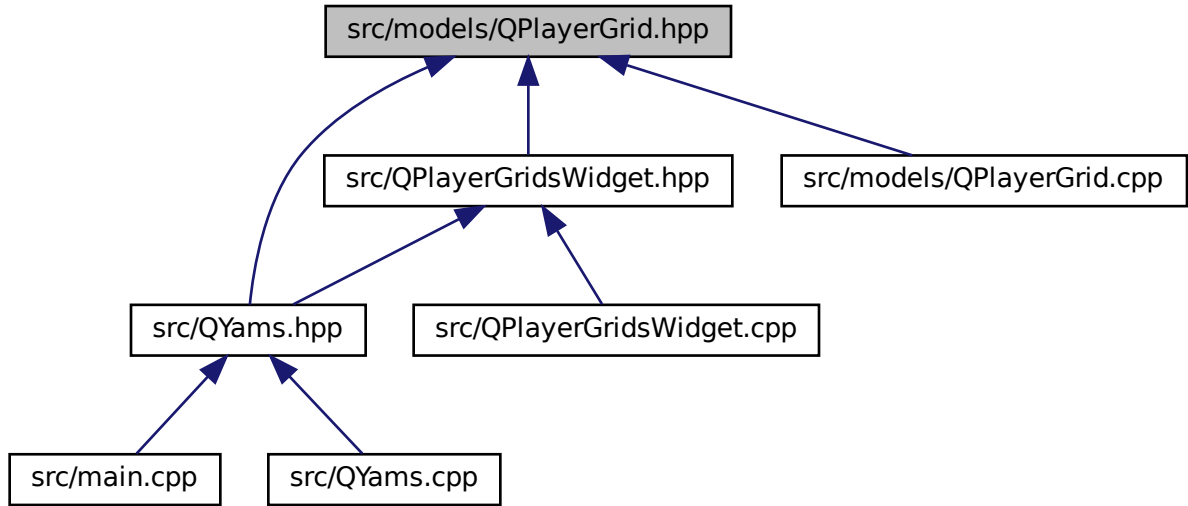 src/models/QPlayerGrid.hpp
src/QPlayerGridsWidget.hpp
src/models/QPlayerGrid.cpp
src/QYams.hpp
src/QPlayerGridsWidget.cpp
src/main.cpp
src/QYams.cpp